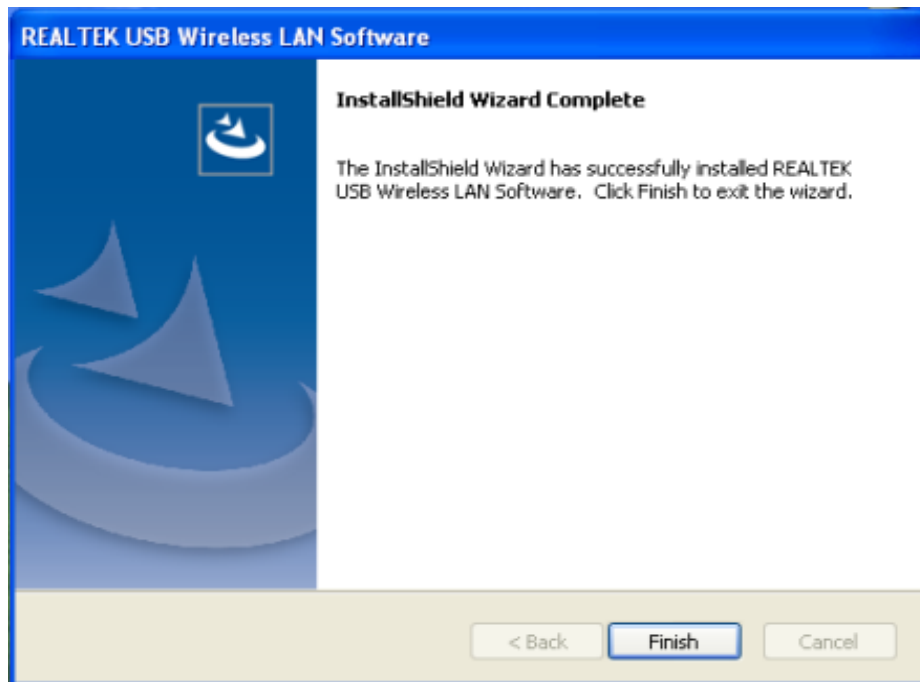 REALTEK USB Wireless LAN Software
InstallShield Wizard Complete
The InstallShield Wizard has successfully installed REALTEK
USB Wireless LAN Software. Click Finish to exit the wizard.
< Back Finish Cancel